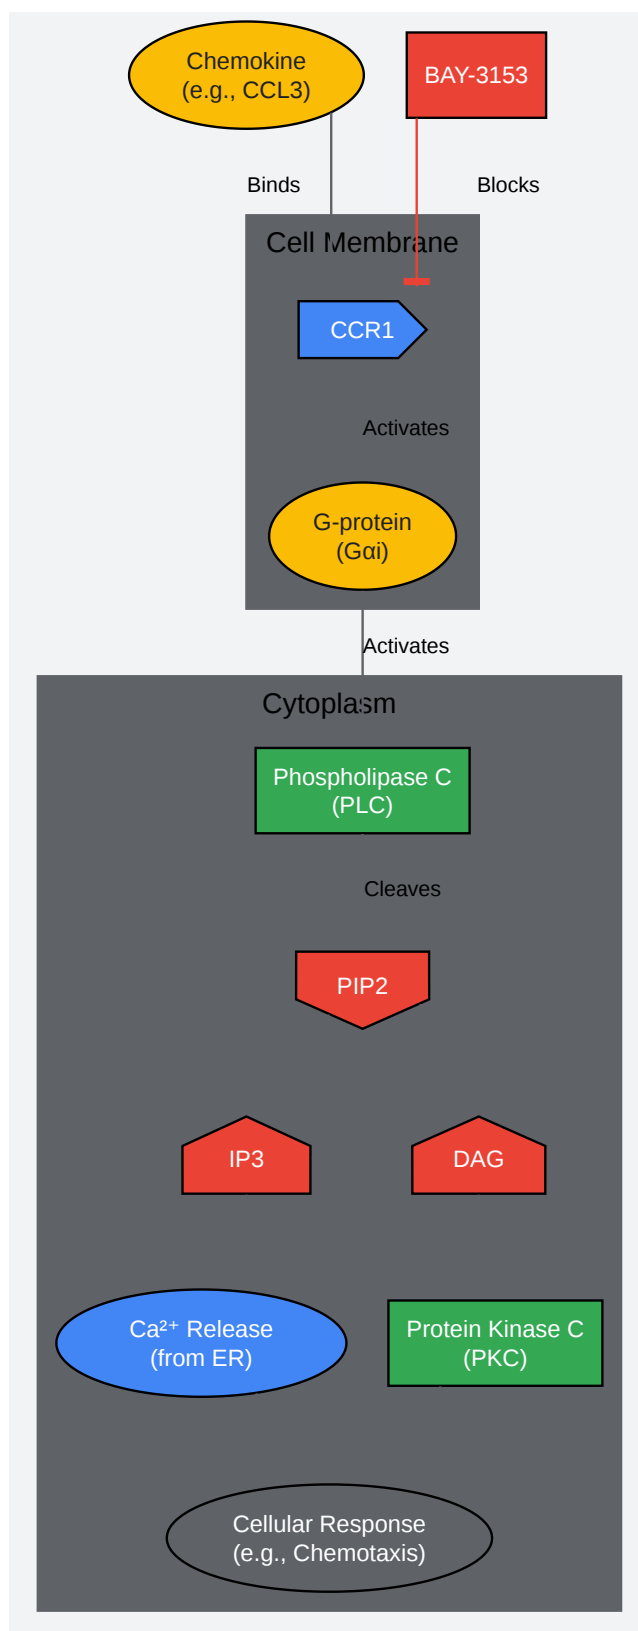 Chemokine
(e.g., CCL3)
BAY-3153
Binds
Blocks
Cell Membrane
CCR1
Activates
G-protein
(Gαi)
Activates
Cytoplasm
Phospholipase C
(PLC)
Cleaves
PIP2
IP3
DAG
Ca²⁺ Release
(from ER)
Protein Kinase C
(PKC)
Cellular Response
(e.g., Chemotaxis)